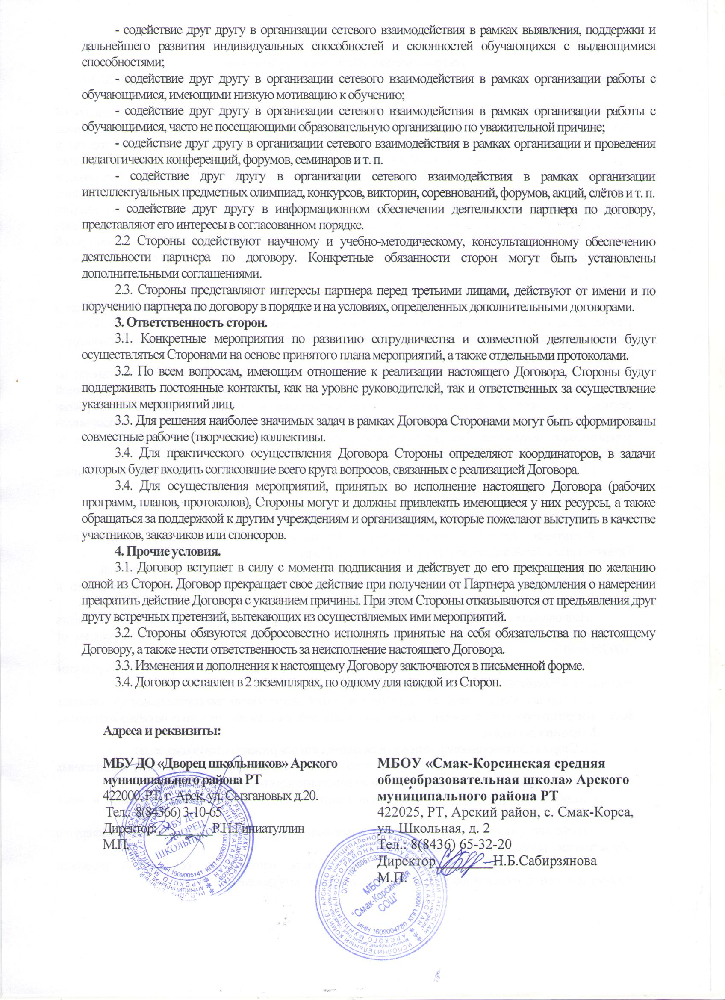 - содействие друг другу в организации сетевого взаимодействия в рамках выявления, поддержки и
дальнейшего развития индивидуальных способностей и склонностей обучающихся с выдающимися
способностями;
- содействие друг другу в организации сетевого взаимодействия в рамках организации работы с
обучающимися, имеющими низкую мотивацию к обучению;
- содействие друг другу в организации сетевого взаимодействия в рамках организации работы с
обучающимися, часто не посещающими образовательную организацию по уважительной причине;
- содействие друг другу в организации сетевого взаимодействия в рамках организации и проведения
педагогических конференций, форумов, семинаров и т. п.
- содействие друг другу в организации сетевого взаимодействия в рамках организации
интеллектуальных предметных олимпиад, конкурсов, викторин, соревнований, форумов, акций, слётов и т. п.
- содействие друг другу в информационном обеспечении деятельности партнера по договору,
представляют его интересы в согласованном порядке.
2.2 Стороны содействуют научному и учебно-методическому, консультационному обеспечению
деятельности партнера по договору. Конкретные обязанности сторон могут быть установлены
дополнительными соглашениями.
2.3. Стороны представляют интересы партнера перед третьими лицами, действуют от имени и по
поручению партнера по договору в порядке и на условиях, определенных дополнительными договорами.
3. Ответственность сторон.
3.1. Конкретные мероприятия по развитию сотрудничества и совместной деятельности будут
осуществляться Сторонами на основе принятого плана мероприятий, а также отдельными протоколами.
3.2. По всем вопросам, имеющим отношение к реализации настоящего Договора, Стороны будут
поддерживать постоянные контакты, как на уровне руководителей, так и ответственных за осуществление
указанных мероприятий лиц.
3.3. Для решения наиболее значимых задач в рамках Договора Сторонами могут быть сформированы
совместные рабочие (творческие) коллективы.
3.4. Для практического осуществления Договора Стороны определяют координаторов, в задачи
которых будет входить согласование всего круга вопросов, связанных с реализацией Договора.
3.4. Для осуществления мероприятий, принятых во исполнение настоящего Договора (рабочих
программ, планов, протоколов), Стороны могут и должны привлекать имеющиеся у них ресурсы, а также
обращаться за поддержкой к другим учреждениям и организациям, которые пожелают выступить в качестве
участников, заказчиков или спонсоров.
4. Прочие условия.
3.1. Договор вступает в силу с момента подписания и действует до его прекращения по желанию
одной из Сторон. Договор прекращает свое действие при получении от Партнера уведомления о намерении
прекратить действие Договора с указанием причины. При этом Стороны отказываются от предъявления друг
другу встречных претензий, вытекающих из осуществляемых ими мероприятий.
3.2. Стороны обязуются добросовестно исполнять принятые на себя обязательства по настоящему
Договору, а также нести ответственность за неисполнение настоящего Договора.
3.3. Изменения и дополнения к настоящему Договору заключаются в письменной форме.
3.4. Договор составлен в 2 экземплярах, по одному для каждой из Сторон.
Адреса и реквизиты:
МБУ ДО «Дворец школьников» Арского
муниципального района РТ
422000, РТ, г. Арск, ул. Сызгановых д.20.
Тел.: 8(84366) 3-10-65
Директор:________Р.Н.Гиниатуллин
М.П.
ОГРН 1021606153953
МБУ ДО
"ДВОРЕЦ
ШКОЛЬНИКОВ"
ИНН 1609005141 КПП 160901001
МБОУ «Смак-Корсинская средняя
общеобразовательная школа» Арского
муниципального района РТ
422025, РТ, Арский район, с. Смак-Корса,
ул. Школьная, д. 2
Тел.: 8(8436) 65-32-20
Директор________Н.Б.Сабирзянова
М.П.
ИСПОЛНИТЕЛЬНЫЙ КОМИТЕТ АРСКОГО МУНИЦИПАЛЬНОГО РАЙОНА РЕСПУБЛИКИ ТАТАРСТАН
МБОУ
"Смак-Корсинская
СОШ"
ИНН 1609004780 КПП 160901001